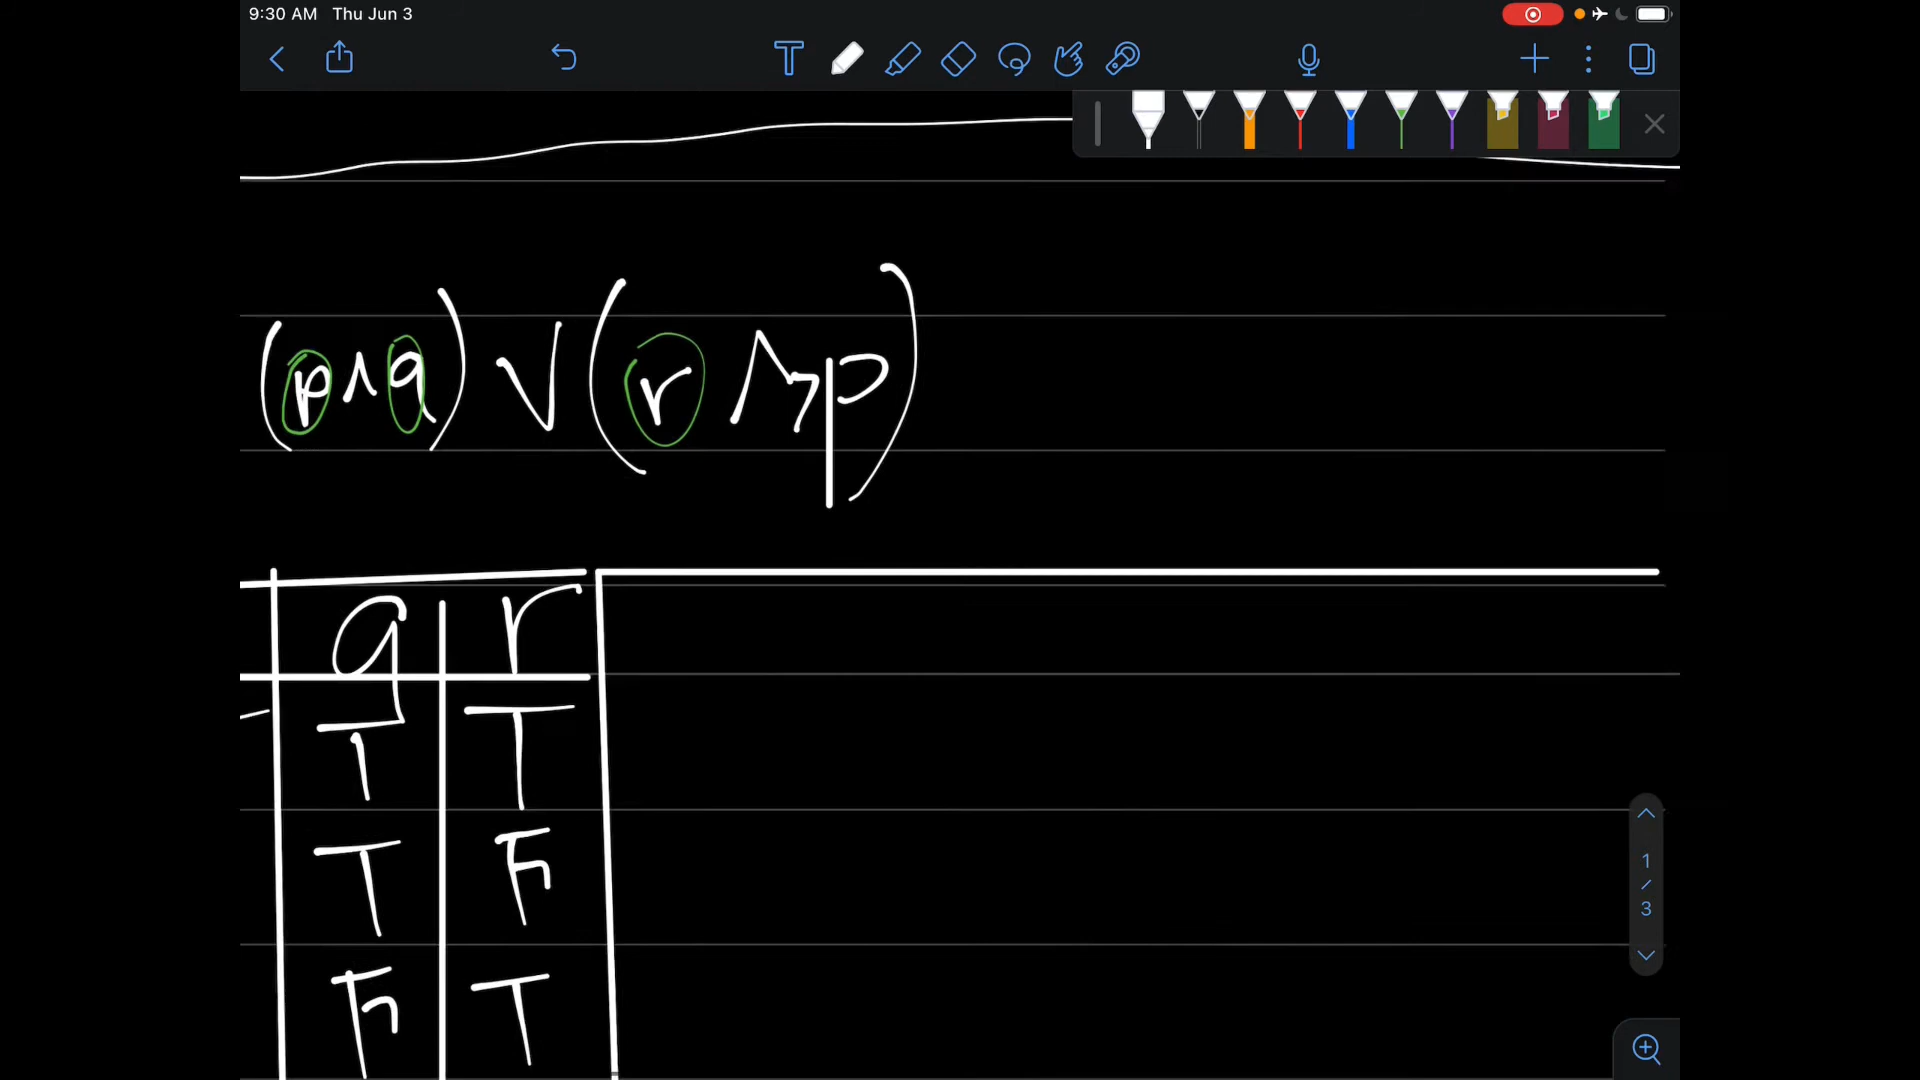 9:30 AM Thu Jun 3
T
(p∧q) ∨ (r ∧¬p)
q r
T T
T F
F T
1
/
3